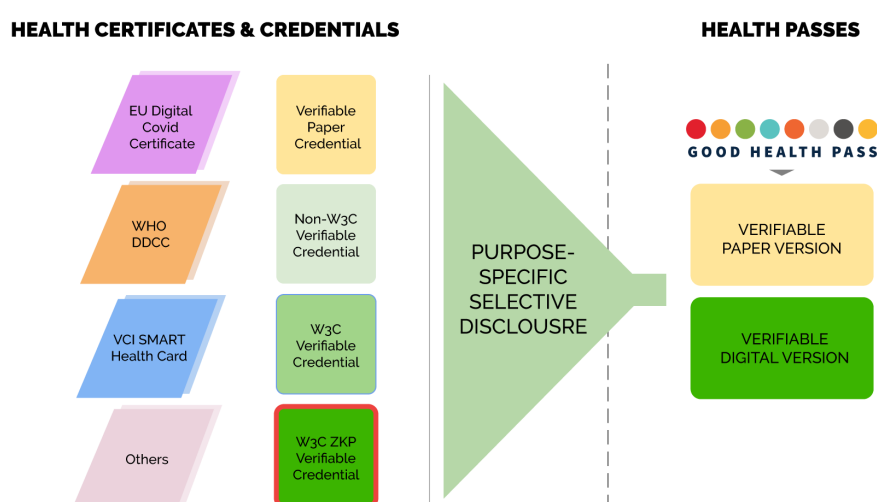 HEALTH CERTIFICATES & CREDENTIALS
HEALTH PASSES
EU Digital
Covid
Certificate
Verifiable
Paper
Credential
WHO
DDCC
Non-W3C
Verifiable
Credential
VCI SMART
Health Card
W3C
Verifiable
Credential
Others
W3C ZKP
Verifiable
Credential
PURPOSE-
SPECIFIC
SELECTIVE
DISCLOUSRE
GOOD HEALTH PASS
VERIFIABLE
PAPER VERSION
VERIFIABLE
DIGITAL VERSION